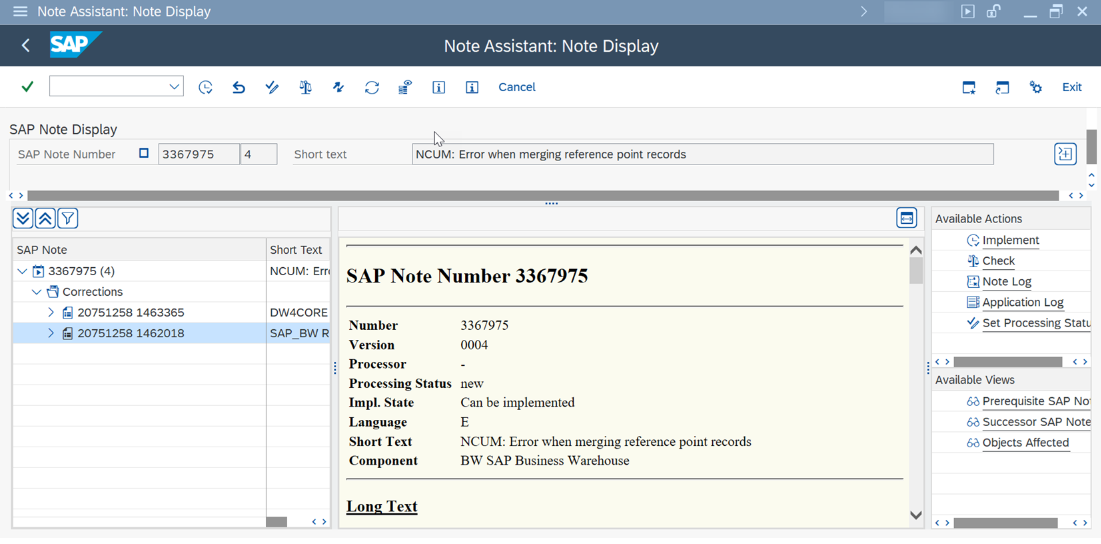 Note Assistant: Note Display
SAP Note Assistant: Note Display
Cancel Exit
SAP Note Display
SAP Note Number 3367975 4 Short text NCUM: Error when merging reference point records
SAP Note Short Text
3367975 (4) NCUM: Err
Corrections
20751258 1463365 DW4CORE
20751258 1462018 SAP_BW R
SAP Note Number 3367975
Number 3367975
Version 0004
Processor -
Processing Status new
Impl. State Can be implemented
Language E
Short Text NCUM: Error when merging reference point records
Component BW SAP Business Warehouse
Long Text
Available Actions
Implement
Check
Note Log
Application Log
Set Processing Statu
Available Views
Prerequisite SAP Not
Successor SAP Note
Objects Affected